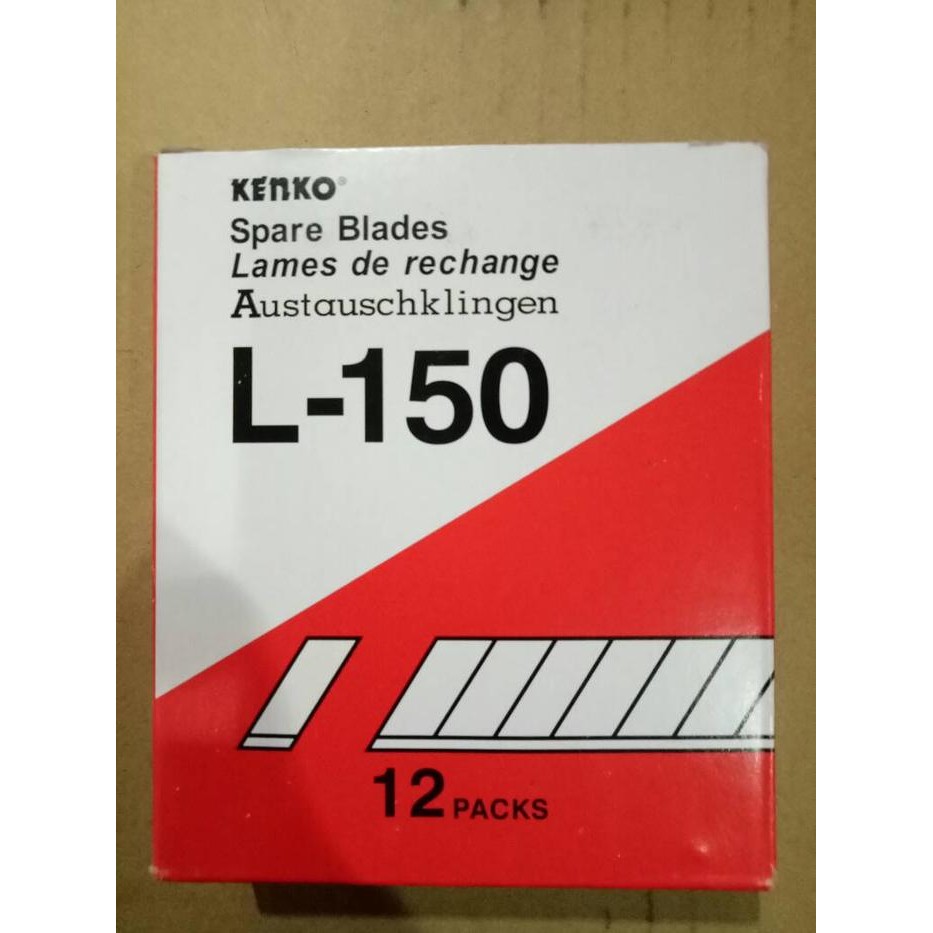 KENKO®
Spare Blades
Lames de rechange
Austauschklingen
L-150
12 PACKS